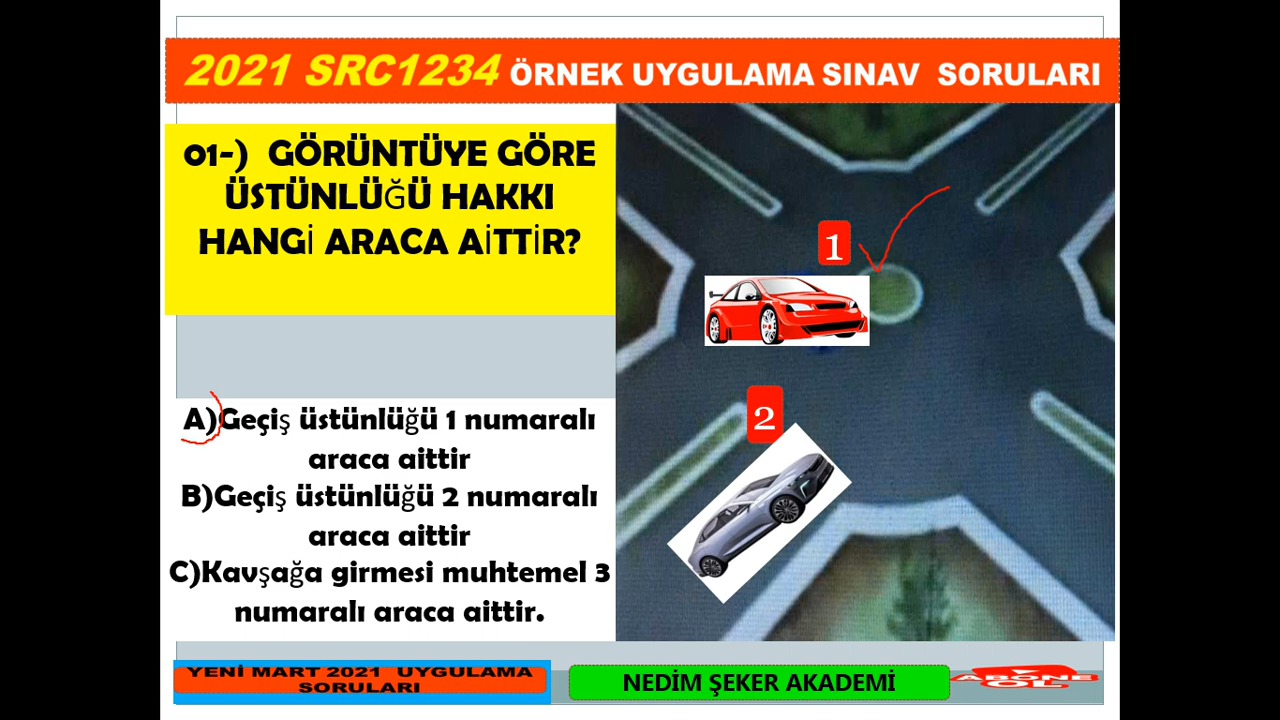 2021 SRC1234 ÖRNEK UYGULAMA SINAV SORULARI
01-) GÖRÜNTÜYE GÖRE
ÜSTÜNLÜĞÜ HAKKI
HANGİ ARACA AİTTİR?
1
2
A)Geçiş üstünlüğü 1 numaralı
araca aittir
B)Geçiş üstünlüğü 2 numaralı
araca aittir
C)Kavşağa girmesi muhtemel 3
numaralı araca aittir.
YENİ MART 2021 UYGULAMA
SORULARI
NEDİM ŞEKER AKADEMİ
ABONE
OL